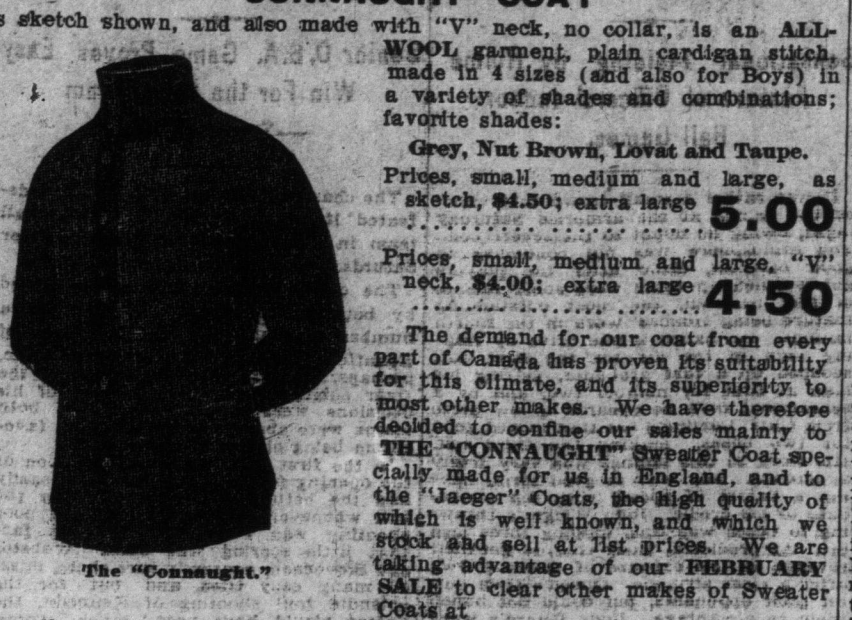 CONNAUGHT COAT
s sketch shown, and also made with "V" neck, no collar, is an ALL-
WOOL garment, plain cardigan stitch,
made in 4 sizes (and also for Boys) in
a variety of shades and combinations;
favorite shades:
Grey, Nut Brown, Lovat and Taupe.
Prices, small, medium and large, as
sketch, $4.50; extra large 5.00
Prices, small, medium and large, "V"
neck, $4.00; extra large 4.50
The demand for our coat from every
part of Canada has proven its suitability
for this climate, and its superiority to
most other makes. We have therefore
decided to confine our sales mainly to
THE "CONNAUGHT" Sweater Coat spe-
cially made for us in England, and to
the "Jaeger" Coats, the high quality of
which is well known, and which we
stock and sell at list prices. We are
taking advantage of our FEBRUARY
SALE to clear other makes of Sweater
Coats at
The "Connaught."